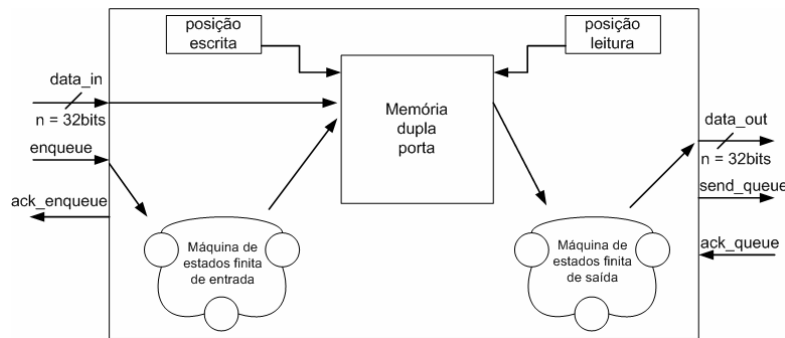 posição
escrita
posição
leitura
data_in
n = 32bits
enqueue
ack_enqueue
Memória
dupla
porta
data_out
n = 32bits
send_queue
ack_queue
Máquina de
estados finita
de entrada
Máquina de
estados finita
de saída